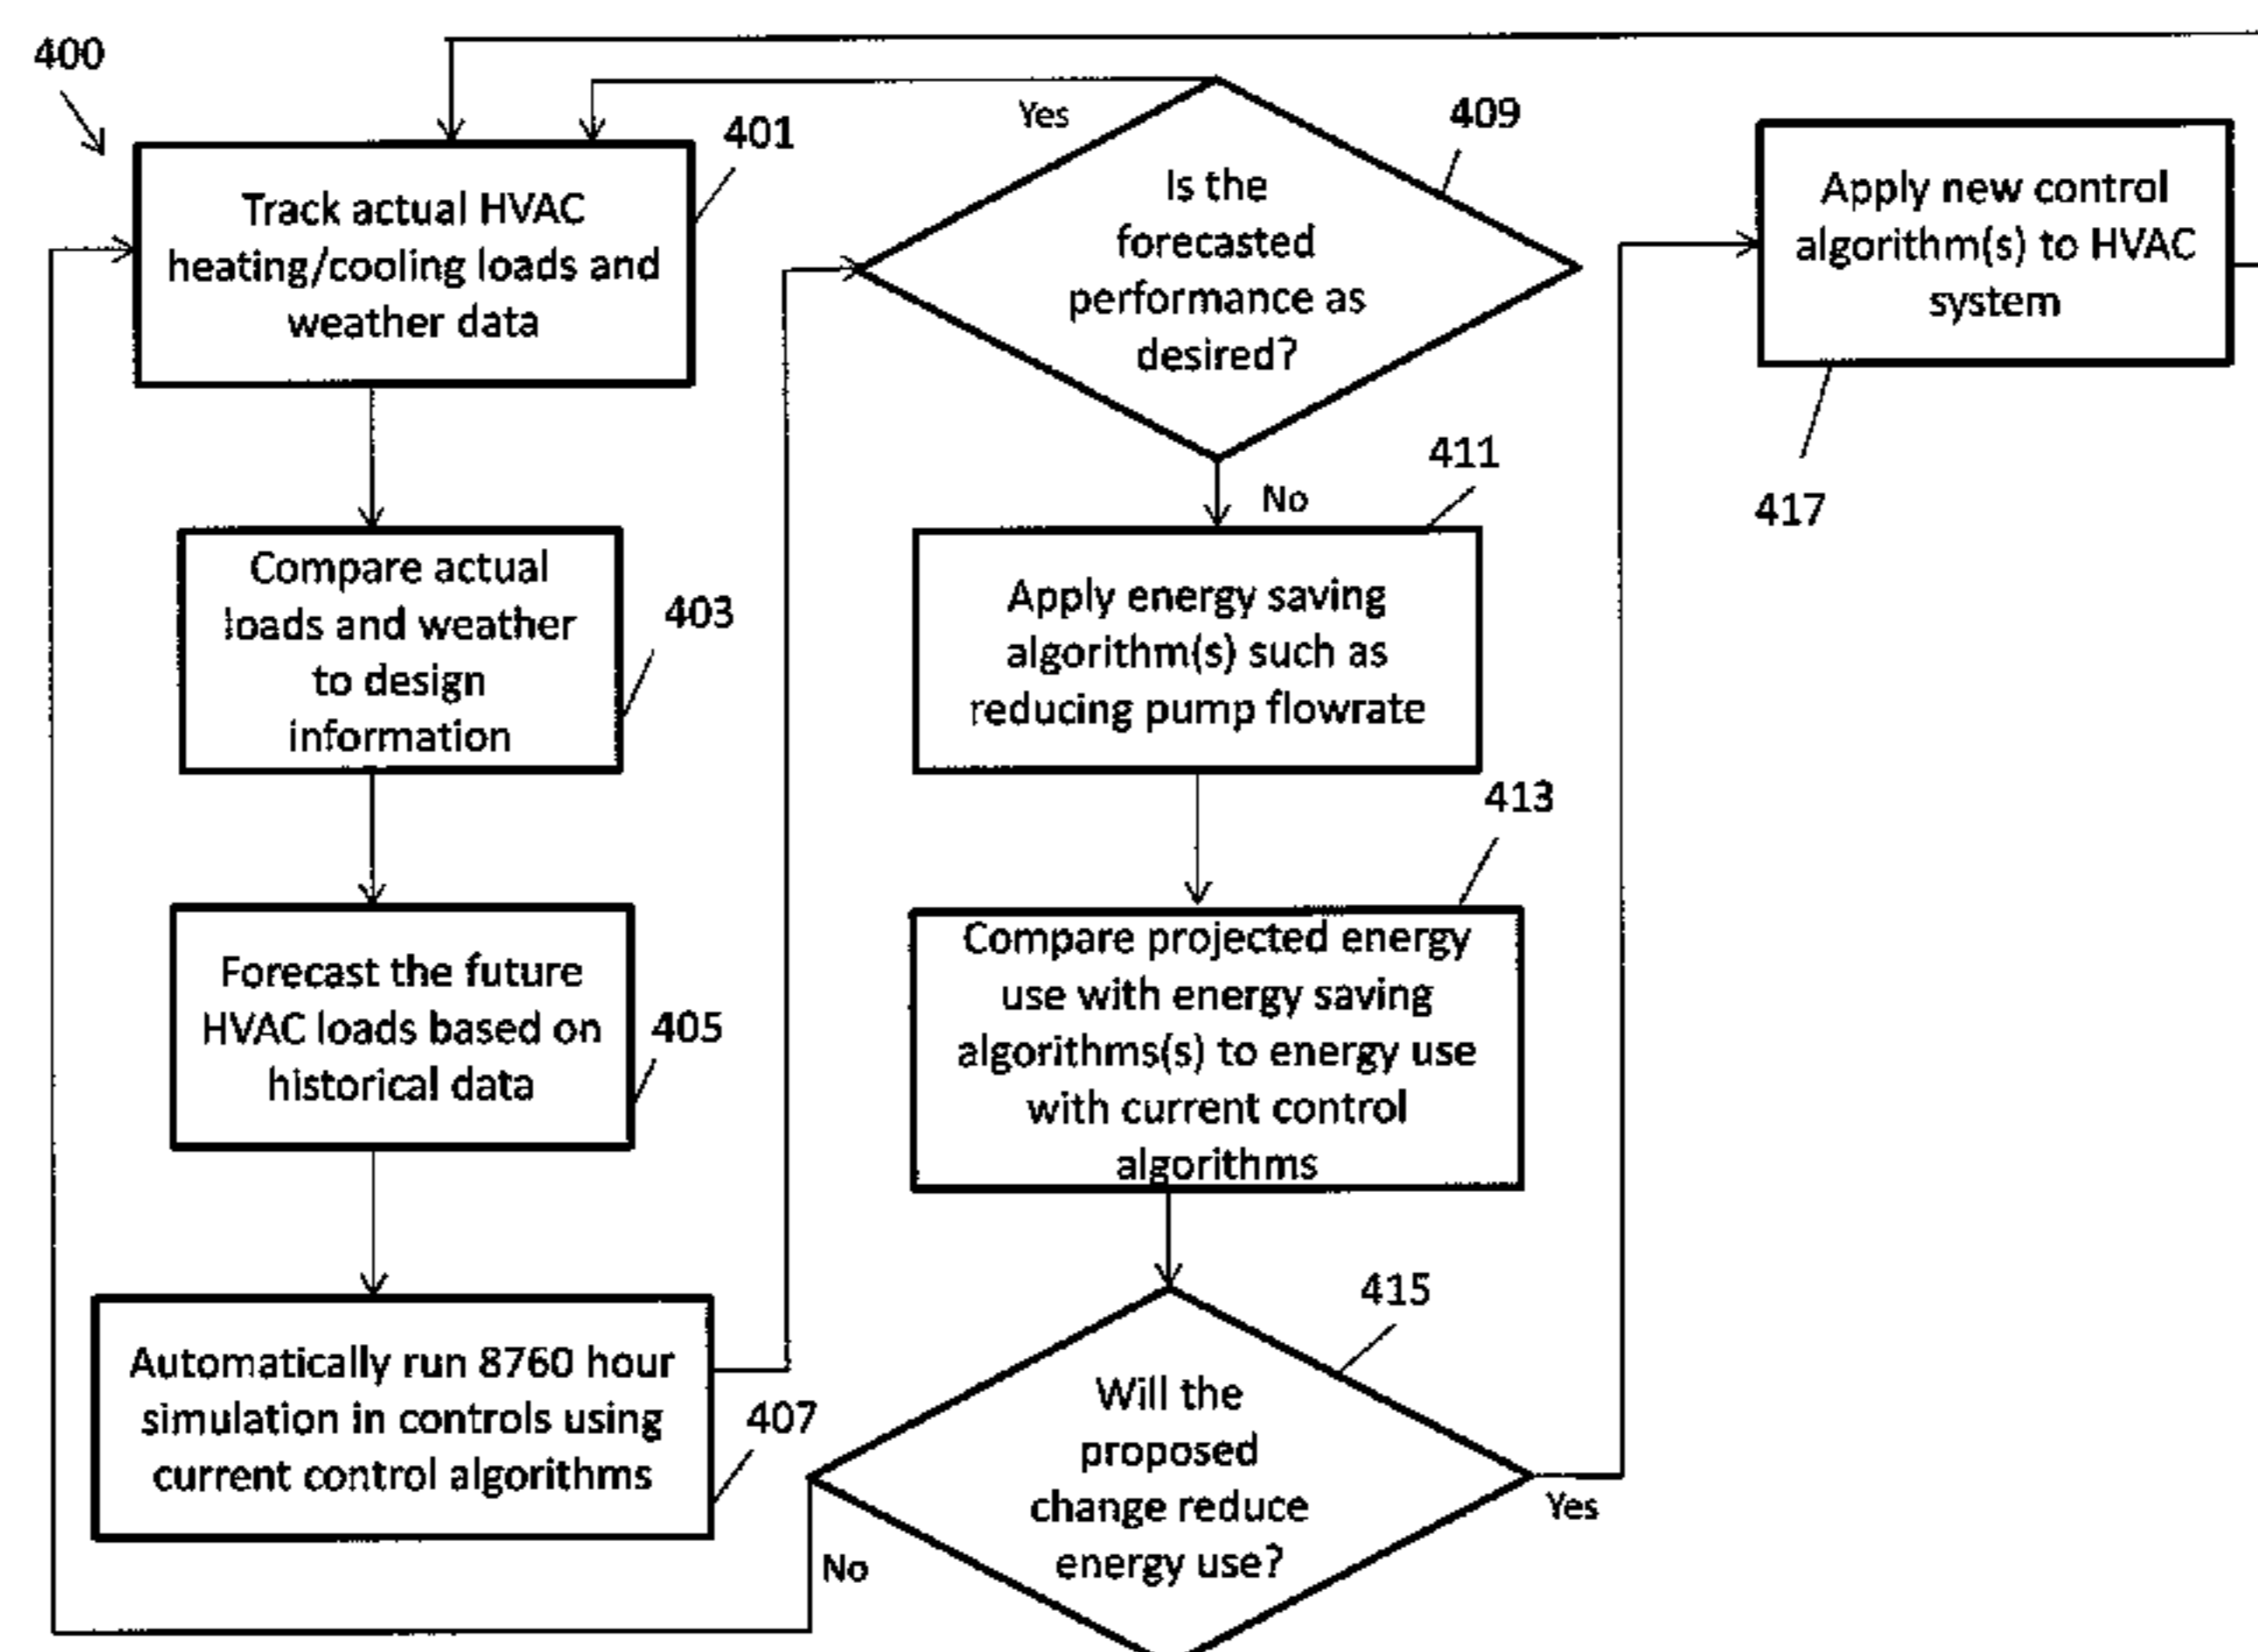 400
401
Track actual HVAC
heating/cooling loads and
weather data
Compare actual
loads and weather
to design
information
403
Forecast the future
HVAC loads based on
historical data
405
Automatically run 8760 hour
simulation in controls using
current control algorithms
407
Yes
409
Is the
forecasted
performance as
desired?
No
411
Apply energy saving
algorithm(s) such as
reducing pump flowrate
413
Compare projected energy
use with energy saving
algorithms(s) to energy use
with current control
algorithms
415
Will the
proposed
change reduce
energy use?
No
Yes
Apply new control
algorithm(s) to HVAC
system
417